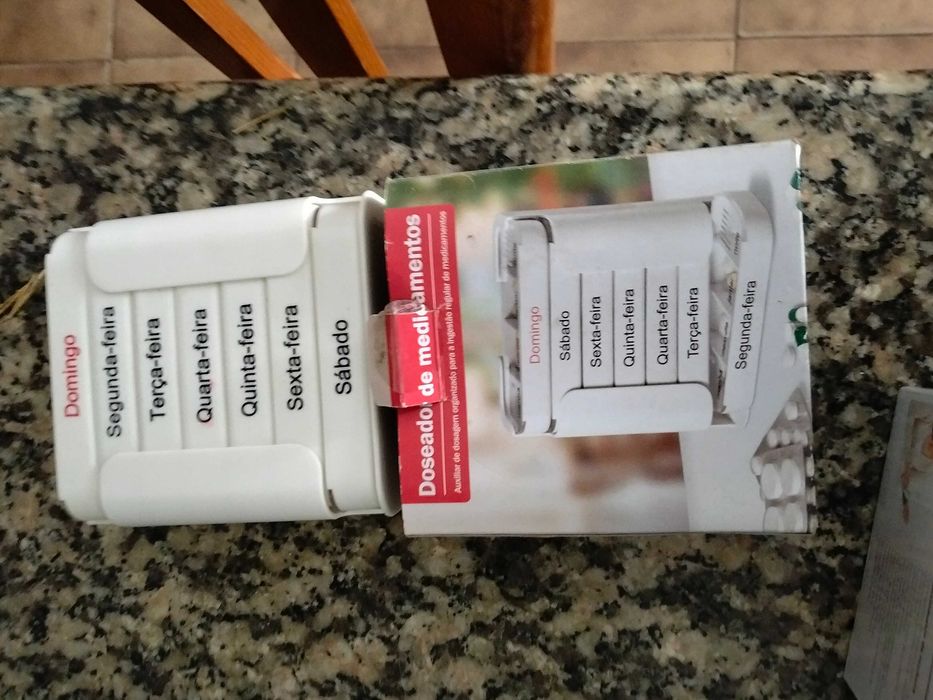 Domingo
Segunda-feira
Terça-feira
Quarta-feira
Quinta-feira
Sexta-feira
Sábado
Doseador de medicamentos
Auxiliar de dosagem organizado para a ingestão regular de medicamentos
Domingo
Sábado
Sexta-feira
Quinta-feira
Quarta-feira
Terça-feira
Segunda-feira